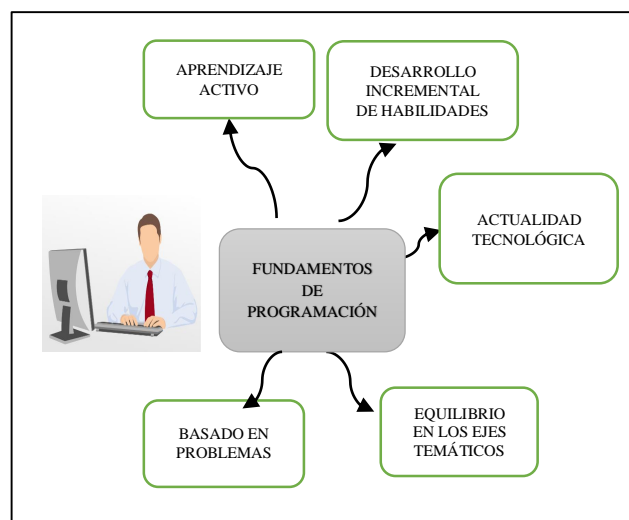 APRENDIZAJE
ACTIVO
DESARROLLO
INCREMENTAL
DE HABILIDADES
ACTUALIDAD
TECNOLÓGICA
FUNDAMENTOS
DE
PROGRAMACIÓN
BASADO EN
PROBLEMAS
EQUILIBRIO
EN LOS EJES
TEMÁTICOS